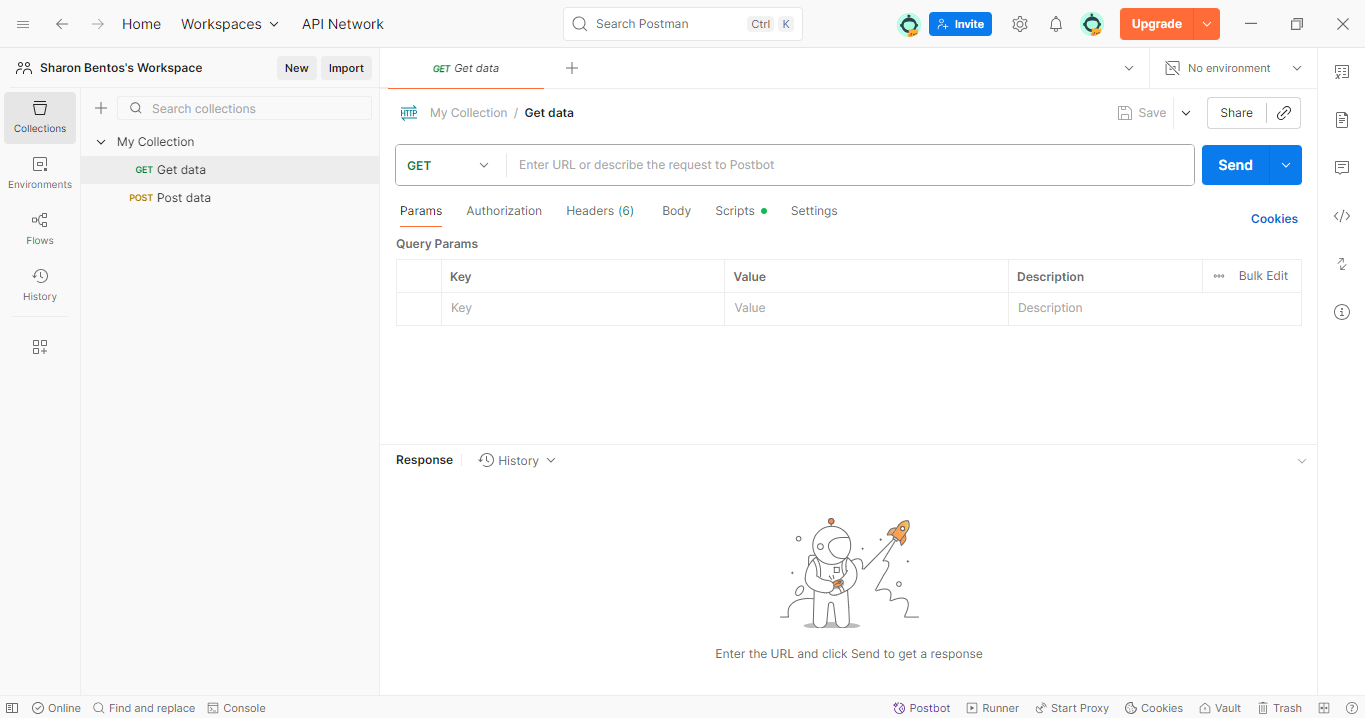 Home Workspaces API Network Search Postman Ctrl K Invite Upgrade
Sharon Bentos's Workspace New Import GET Get data No environment
Collections
Environments
Flows
History
Search collections
My Collection
GET Get data
POST Post data
HTTP My Collection / Get data Save Share
GET Enter URL or describe the request to Postbot Send
Params Authorization Headers (6) Body Scripts Settings Cookies
Query Params
Key Value Description Bulk Edit
Key Value Description
Response History
Enter the URL and click Send to get a response
Online Find and replace Console Postbot Runner Start Proxy Cookies Vault Trash